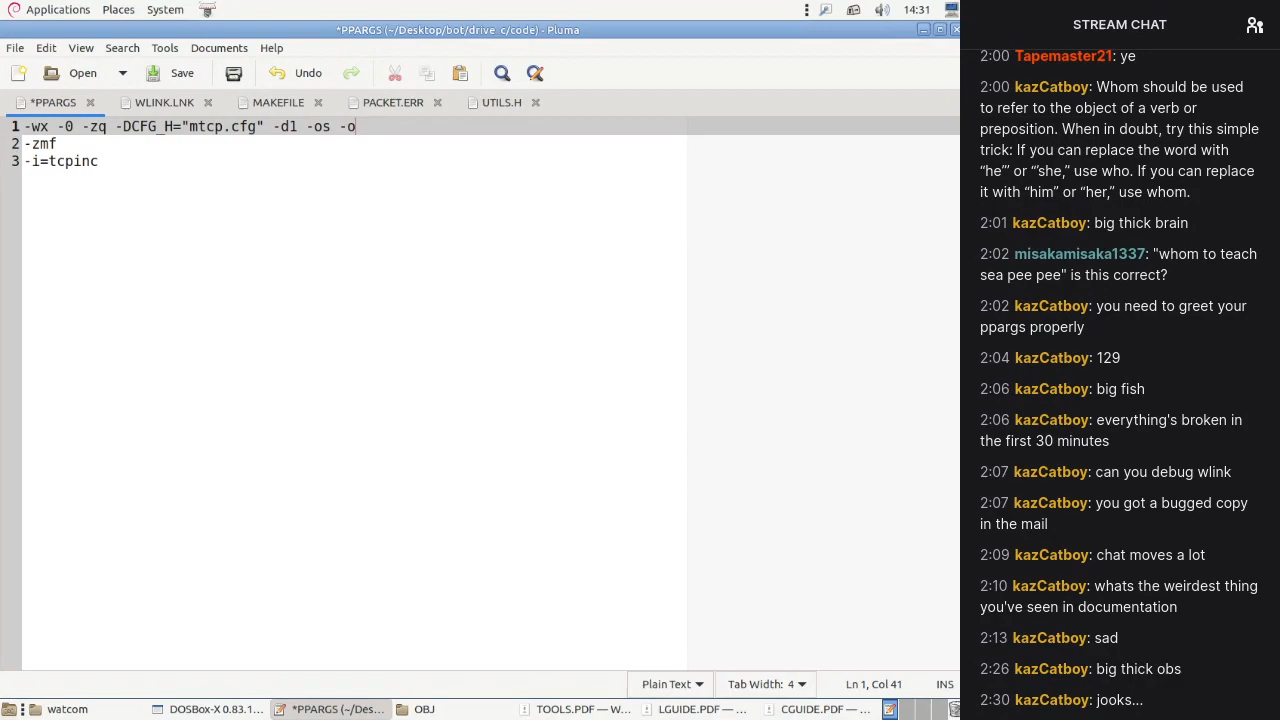 Applications Places System 14:31
*PPARGS (~/Desktop/bot/drive_c/code) - Pluma
File Edit View Search Tools Documents Help
Open Save Undo
*PPARGS WLINK.LNK MAKEFILE PACKET.ERR UTILS.H
1 -wx -0 -zq -DCFG_H="mtcp.cfg" -d1 -os -o
2 -zmf
3 -i=tcpinc
Plain Text Tab Width: 4 Ln 1, Col 41 INS
watcom DOSBox-X 0.83.1... *PPARGS (~/Des... OBJ TOOLS.PDF — W... LGUIDE.PDF — ... CGUIDE.PDF — ...
STREAM CHAT
2:00 Tapemaster21: ye
2:00 kazCatboy: Whom should be used
to refer to the object of a verb or
preposition. When in doubt, try this simple
trick: If you can replace the word with
“he”’ or “’she,” use who. If you can replace
it with “him” or “her,” use whom.
2:01 kazCatboy: big thick brain
2:02 misakamisaka1337: "whom to teach
sea pee pee" is this correct?
2:02 kazCatboy: you need to greet your
ppargs properly
2:04 kazCatboy: 129
2:06 kazCatboy: big fish
2:06 kazCatboy: everything's broken in
the first 30 minutes
2:07 kazCatboy: can you debug wlink
2:07 kazCatboy: you got a bugged copy
in the mail
2:09 kazCatboy: chat moves a lot
2:10 kazCatboy: whats the weirdest thing
you've seen in documentation
2:13 kazCatboy: sad
2:26 kazCatboy: big thick obs
2:30 kazCatboy: jooks...